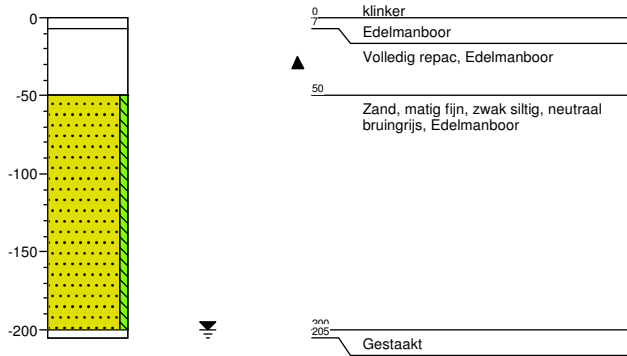 0
-50
-100
-150
-200
0
klinker
7
Edelmanboor
Volledig repac, Edelmanboor
50
Zand, matig fijn, zwak siltig, neutraal
bruingrijs, Edelmanboor
200
205
Gestaakt